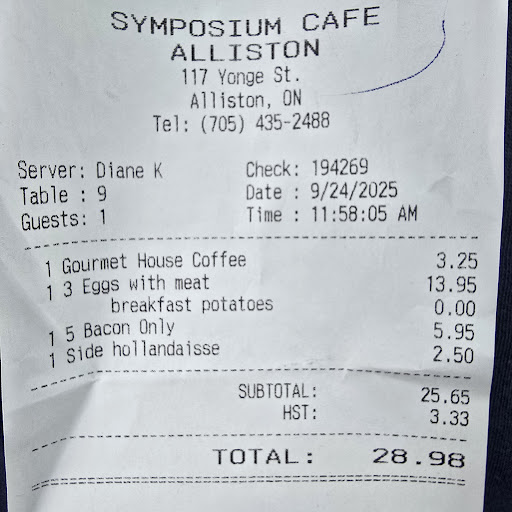 SYMPOSIUM CAFE
ALLISTON
117 Yonge St.
Alliston, ON
Tel: (705) 435-2488
Server: Diane K Check: 194269
Table : 9 Date : 9/24/2025
Guests: 1 Time : 11:58:05 AM
1 Gourmet House Coffee 3.25
1 3 Eggs with meat 13.95
breakfast potatoes 0.00
1 5 Bacon Only 5.95
1 Side hollandaisse 2.50
SUBTOTAL: 25.65
HST: 3.33
TOTAL: 28.98